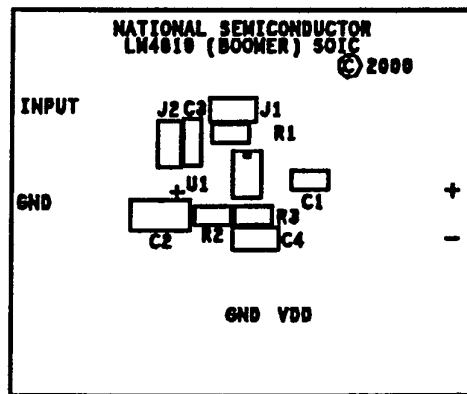 NATIONAL SEMICONDUCTOR
LM4818 (BOOMER) SOIC
© 2000
INPUT
J2 C3 J1
R1
U1
+
GND
C1
+
R3
C2 R2 C4
-
GND VDD